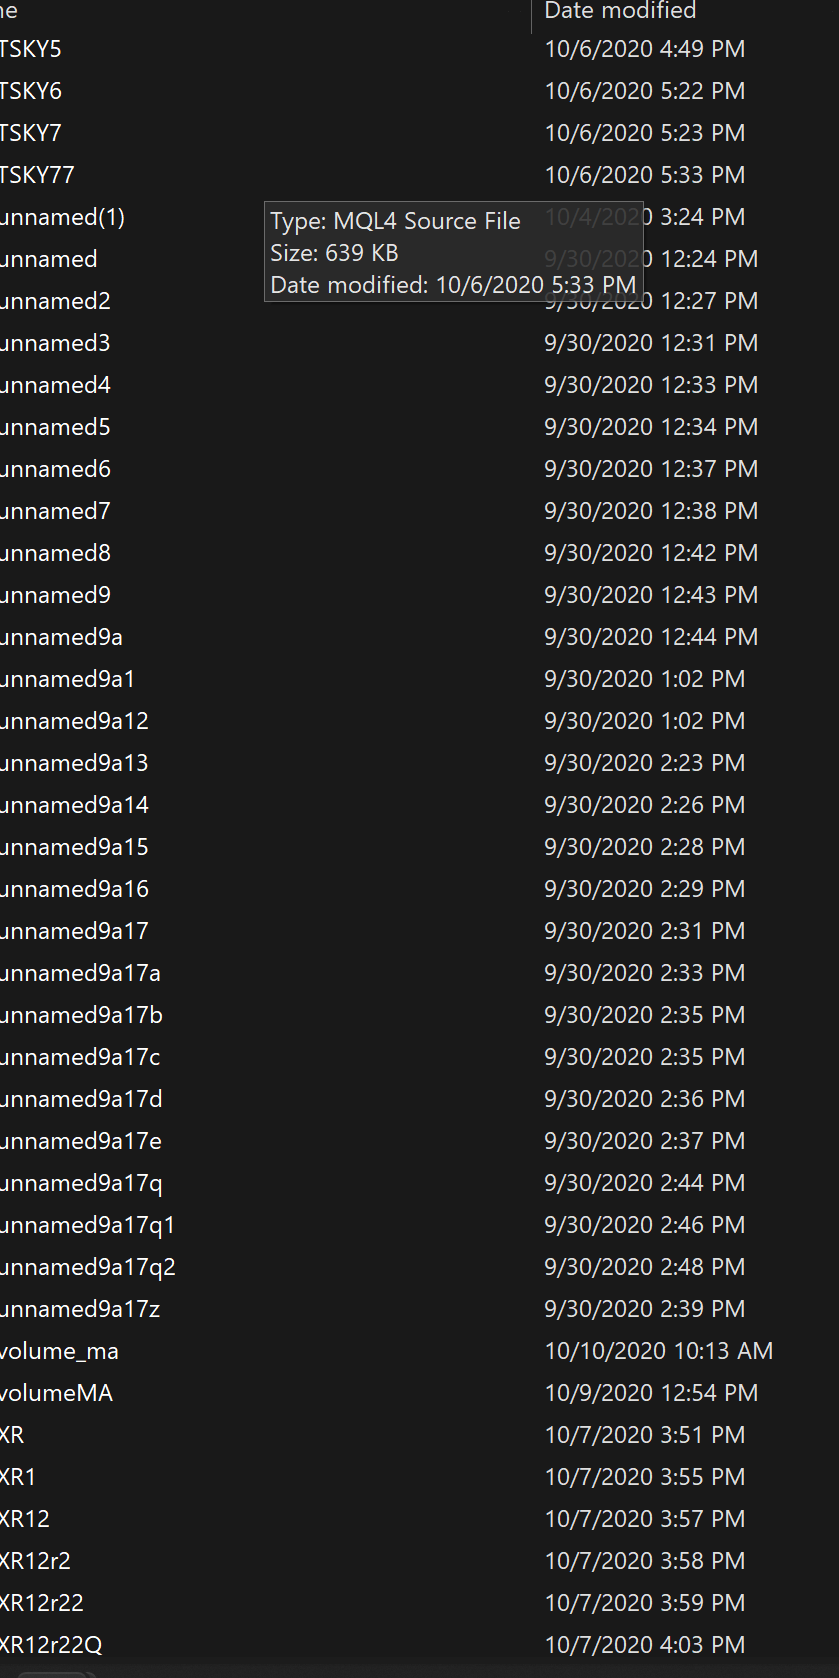 ne Date modified
TSKY5 10/6/2020 4:49 PM
TSKY6 10/6/2020 5:22 PM
TSKY7 10/6/2020 5:23 PM
TSKY77 10/6/2020 5:33 PM
unnamed(1) 10/4/2020 3:24 PM
Type: MQL4 Source File
Size: 639 KB
Date modified: 10/6/2020 5:33 PM
unnamed 9/30/2020 12:24 PM
unnamed2 9/30/2020 12:27 PM
unnamed3 9/30/2020 12:31 PM
unnamed4 9/30/2020 12:33 PM
unnamed5 9/30/2020 12:34 PM
unnamed6 9/30/2020 12:37 PM
unnamed7 9/30/2020 12:38 PM
unnamed8 9/30/2020 12:42 PM
unnamed9 9/30/2020 12:43 PM
unnamed9a 9/30/2020 12:44 PM
unnamed9a1 9/30/2020 1:02 PM
unnamed9a12 9/30/2020 1:02 PM
unnamed9a13 9/30/2020 2:23 PM
unnamed9a14 9/30/2020 2:26 PM
unnamed9a15 9/30/2020 2:28 PM
unnamed9a16 9/30/2020 2:29 PM
unnamed9a17 9/30/2020 2:31 PM
unnamed9a17a 9/30/2020 2:33 PM
unnamed9a17b 9/30/2020 2:35 PM
unnamed9a17c 9/30/2020 2:35 PM
unnamed9a17d 9/30/2020 2:36 PM
unnamed9a17e 9/30/2020 2:37 PM
unnamed9a17q 9/30/2020 2:44 PM
unnamed9a17q1 9/30/2020 2:46 PM
unnamed9a17q2 9/30/2020 2:48 PM
unnamed9a17z 9/30/2020 2:39 PM
volume_ma 10/10/2020 10:13 AM
volumeMA 10/9/2020 12:54 PM
XR 10/7/2020 3:51 PM
XR1 10/7/2020 3:55 PM
XR12 10/7/2020 3:57 PM
XR12r2 10/7/2020 3:58 PM
XR12r22 10/7/2020 3:59 PM
XR12r22Q 10/7/2020 4:03 PM